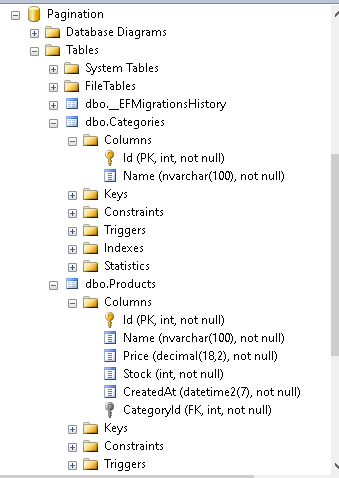 Pagination
Database Diagrams
Tables
System Tables
FileTables
dbo.__EFMigrationsHistory
dbo.Categories
Columns
Id (PK, int, not null)
Name (nvarchar(100), not null)
Keys
Constraints
Triggers
Indexes
Statistics
dbo.Products
Columns
Id (PK, int, not null)
Name (nvarchar(100), not null)
Price (decimal(18,2), not null)
Stock (int, not null)
CreatedAt (datetime2(7), not null)
CategoryId (FK, int, not null)
Keys
Constraints
Triggers